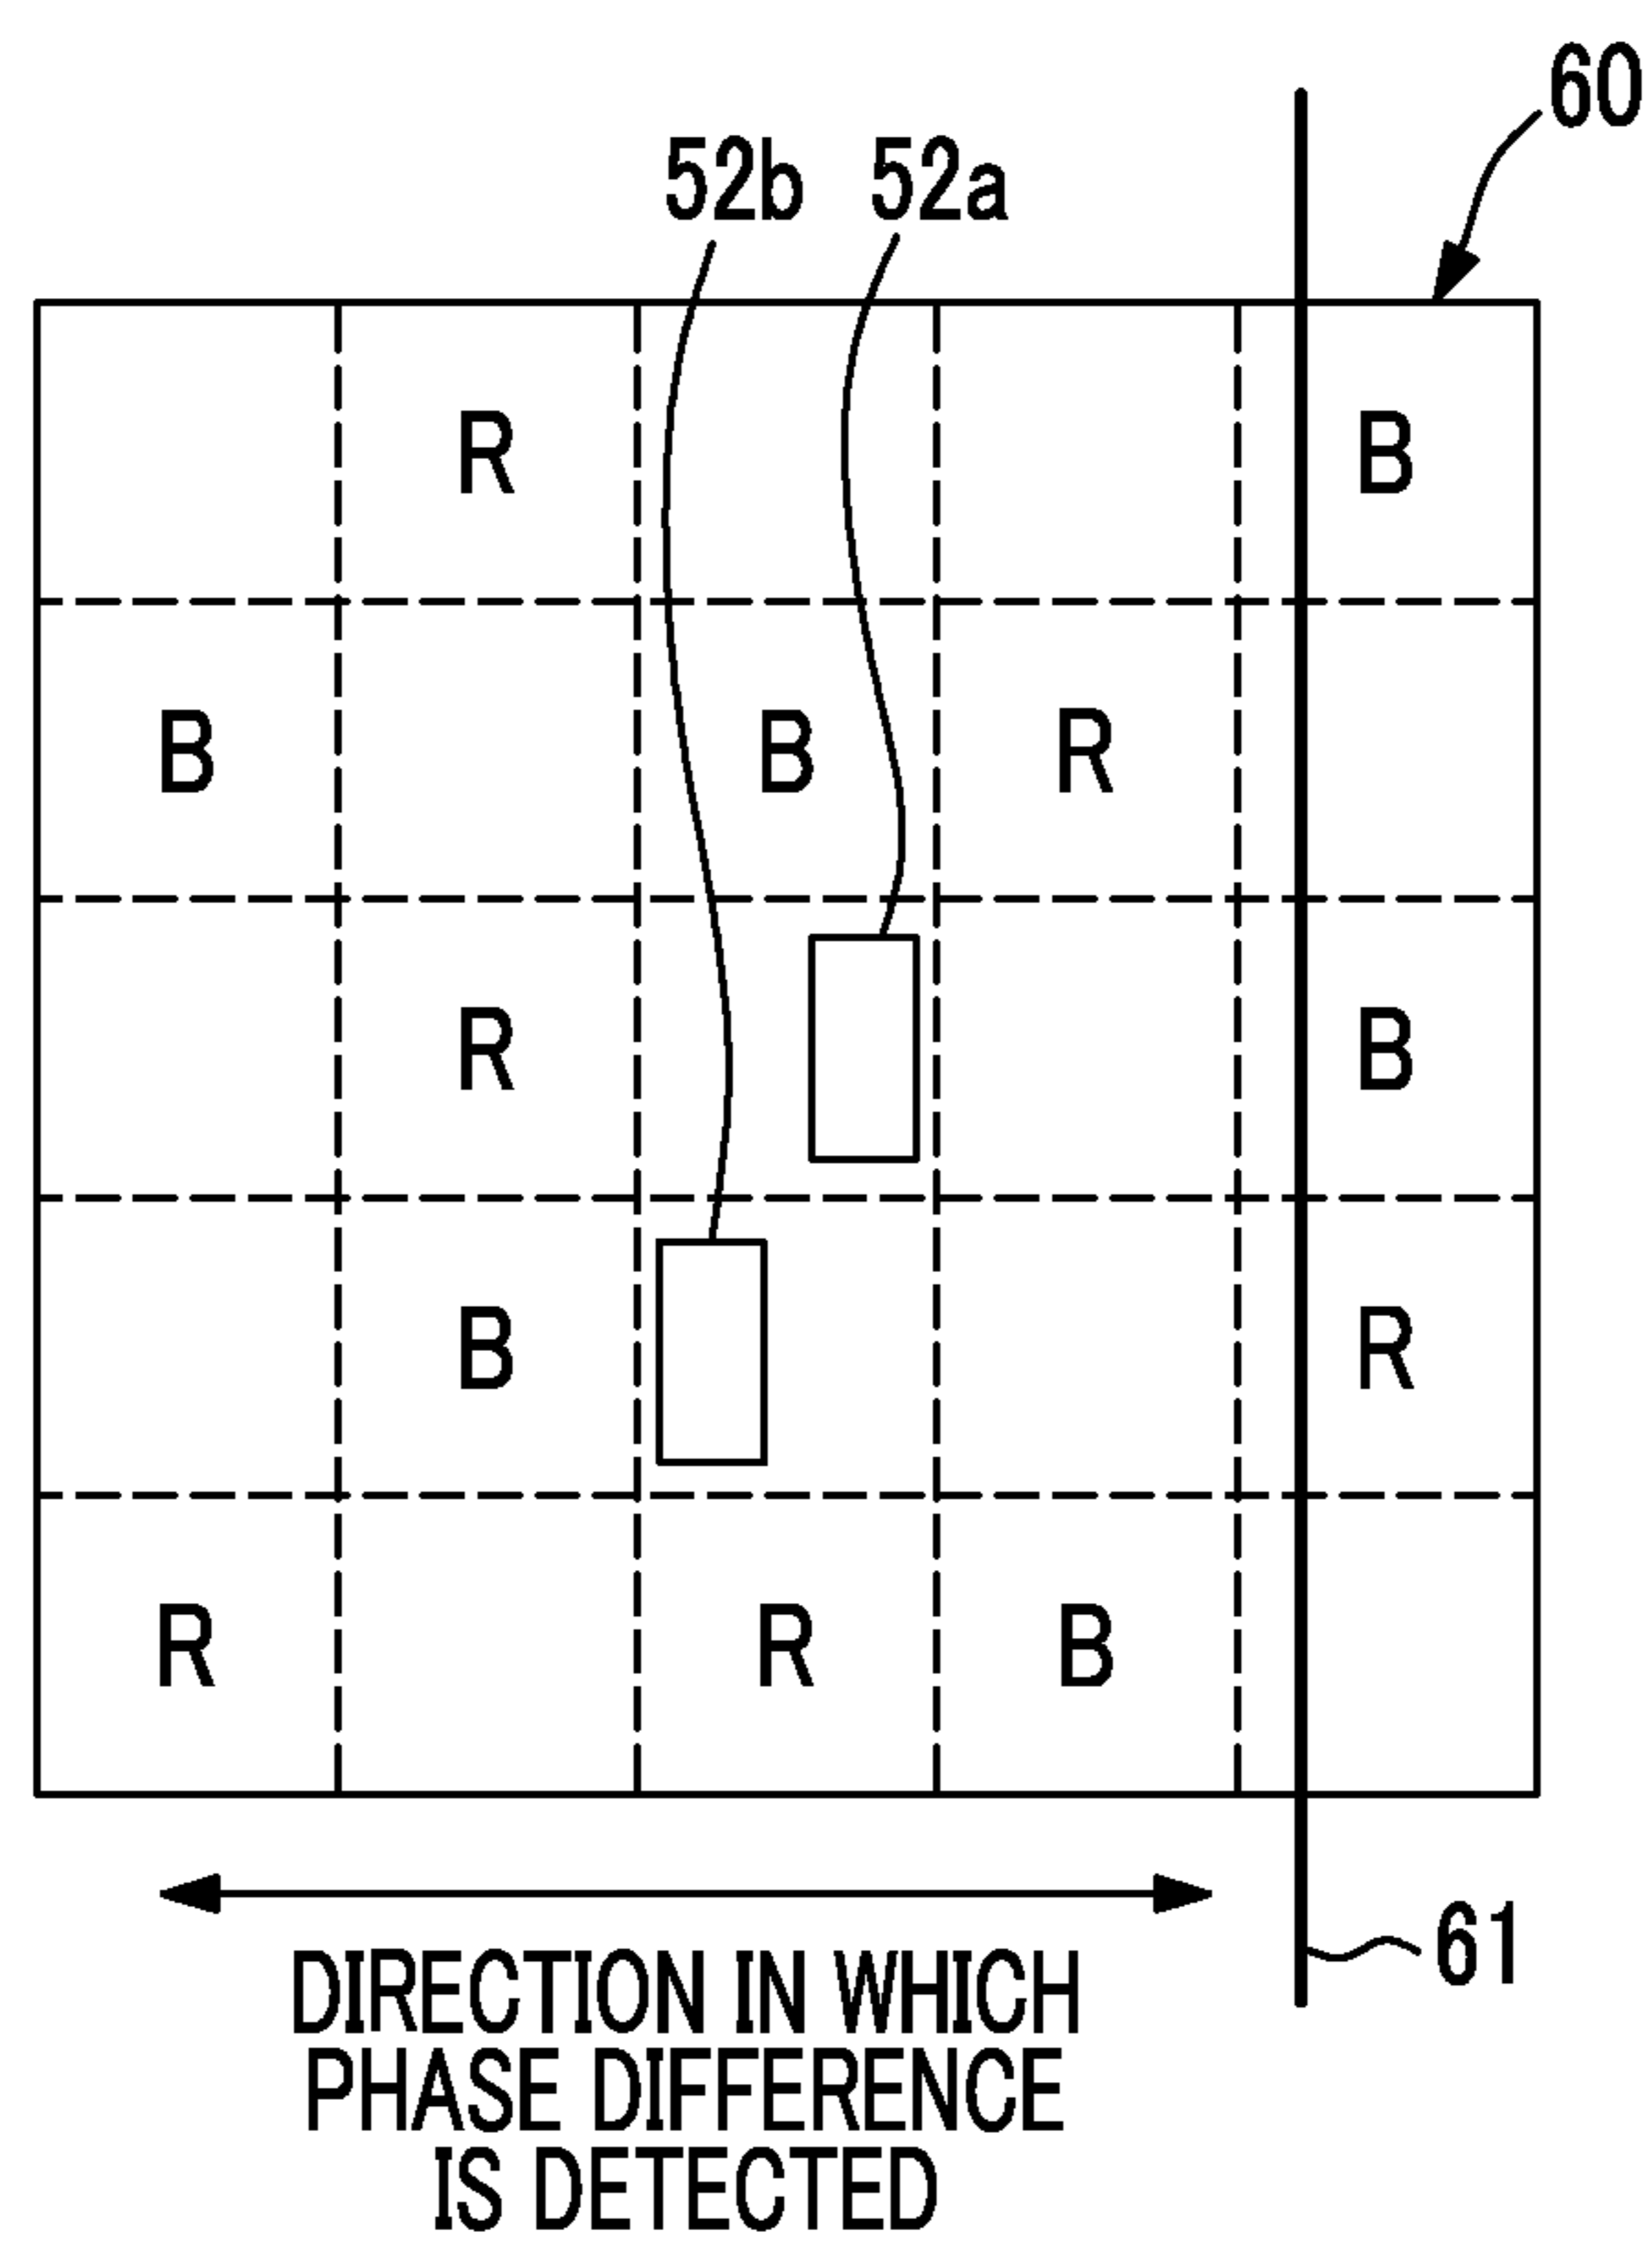 60
52b 52a
R B
B B R
R B
B R
R R B
61
DIRECTION IN WHICH
PHASE DIFFERENCE
IS DETECTED